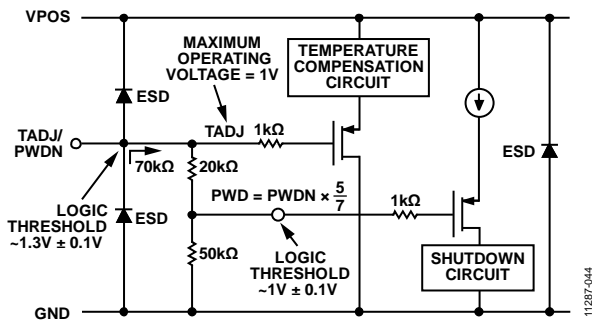 VPOS
MAXIMUM
OPERATING
VOLTAGE = 1V
TEMPERATURE
COMPENSATION
CIRCUIT
ESD
TADJ/
PWDN
TADJ
1kΩ
70kΩ
20kΩ
ESD
PWD = PWDN × 5/7
1kΩ
LOGIC
THRESHOLD
~1.3V ± 0.1V
ESD
50kΩ
LOGIC
THRESHOLD
~1V ± 0.1V
SHUTDOWN
CIRCUIT
GND
11287-044